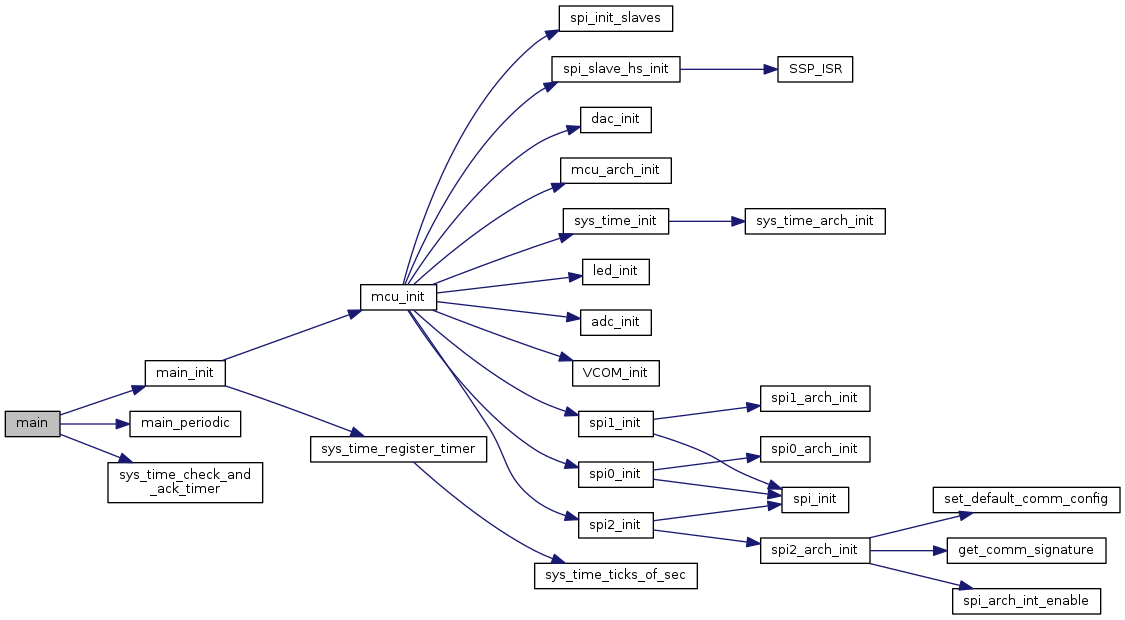 spi_init_slaves
spi_slave_hs_init
SSP_ISR
dac_init
mcu_arch_init
sys_time_init
sys_time_arch_init
led_init
mcu_init
adc_init
VCOM_init
main_init
spi1_arch_init
main
main_periodic
spi1_init
sys_time_register_timer
spi0_arch_init
sys_time_check_and
_ack_timer
spi0_init
spi_init
set_default_comm_config
spi2_init
spi2_arch_init
get_comm_signature
sys_time_ticks_of_sec
spi_arch_int_enable